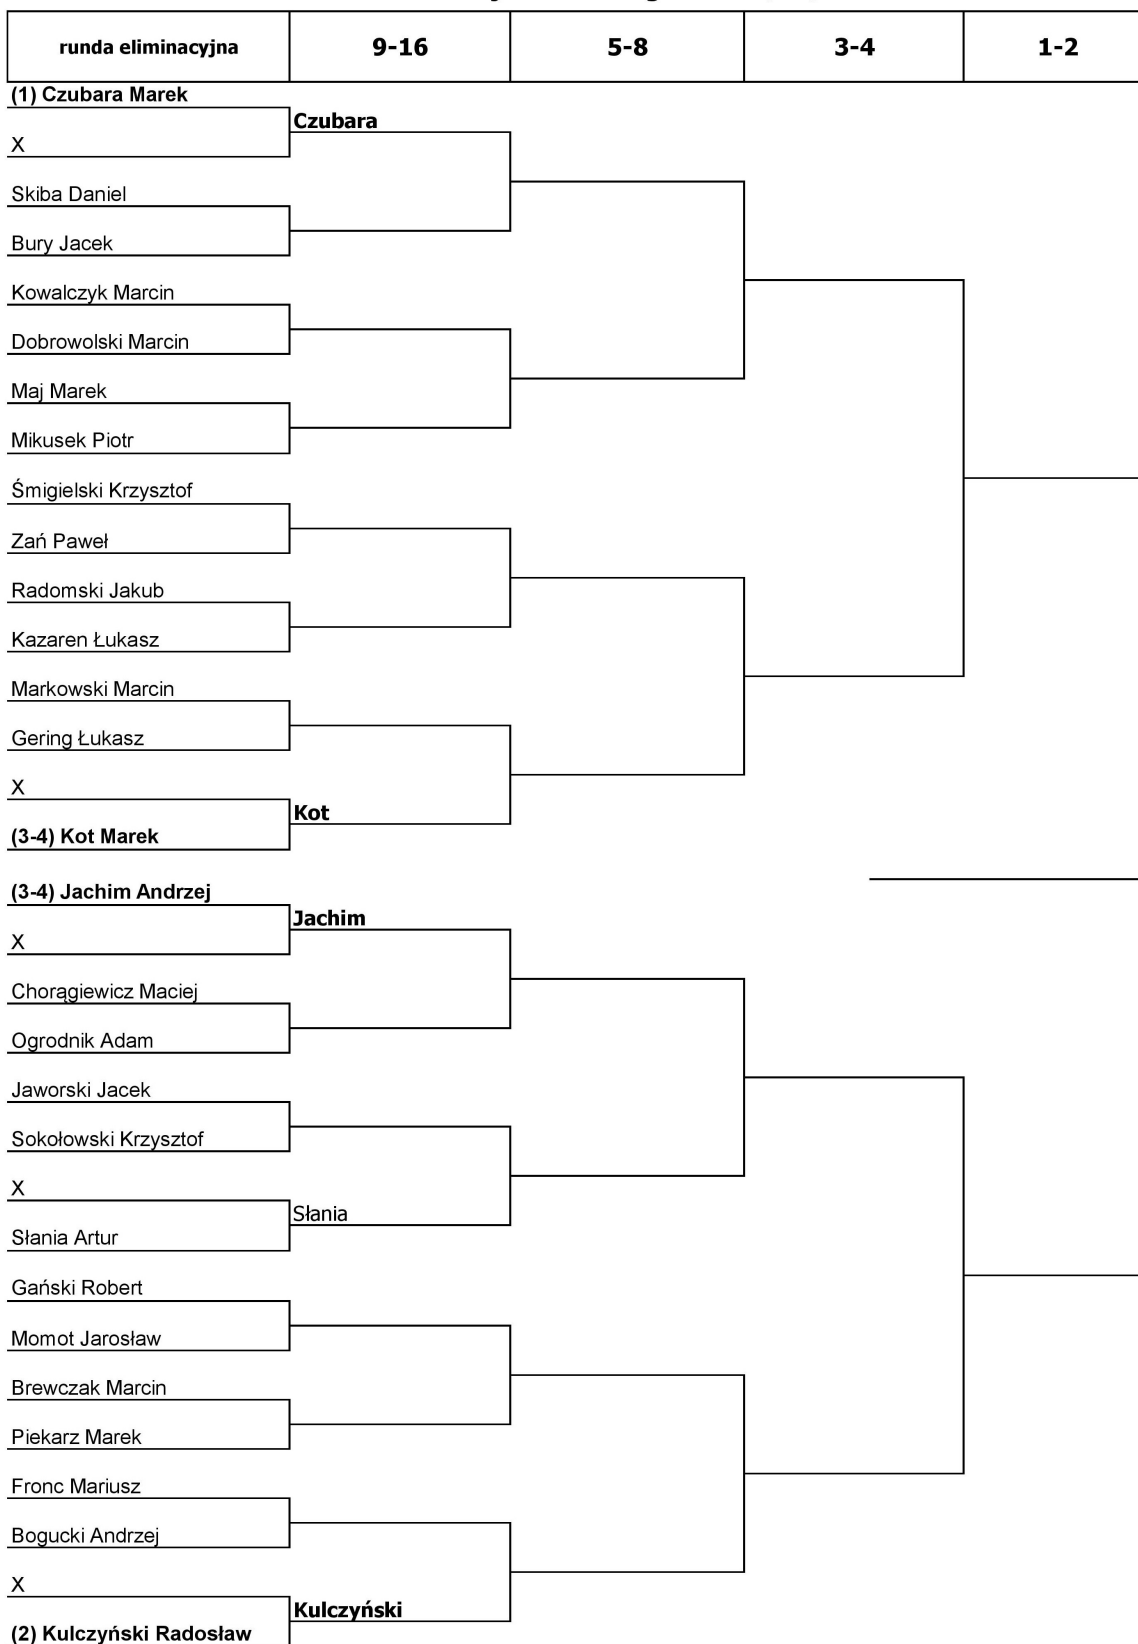 runda eliminacyjna 9-16 5-8 3-4 1-2
(1) Czubara Marek
Czubara
X
Skiba Daniel
Bury Jacek
Kowalczyk Marcin
Dobrowolski Marcin
Maj Marek
Mikusek Piotr
Śmigielski Krzysztof
Zań Paweł
Radomski Jakub
Kazaren Łukasz
Markowski Marcin
Gering Łukasz
X
Kot
(3-4) Kot Marek
(3-4) Jachim Andrzej
Jachim
X
Chorągiewicz Maciej
Ogrodnik Adam
Jaworski Jacek
Sokołowski Krzysztof
X
Słania
Słania Artur
Gański Robert
Momot Jarosław
Brewczak Marcin
Piekarz Marek
Fronc Mariusz
Bogucki Andrzej
X
Kulczyński
(2) Kulczyński Radosław